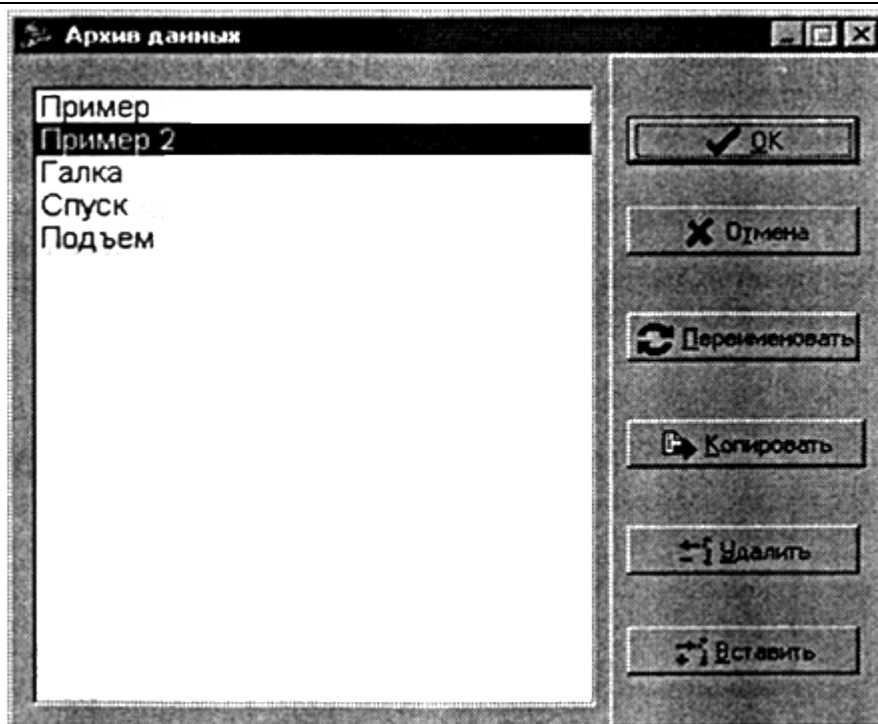 Архив данных
Пример
Пример 2
Галка
Спуск
Подъем
OK
Отмена
Переименовать
Копировать
Удалить
Вставить